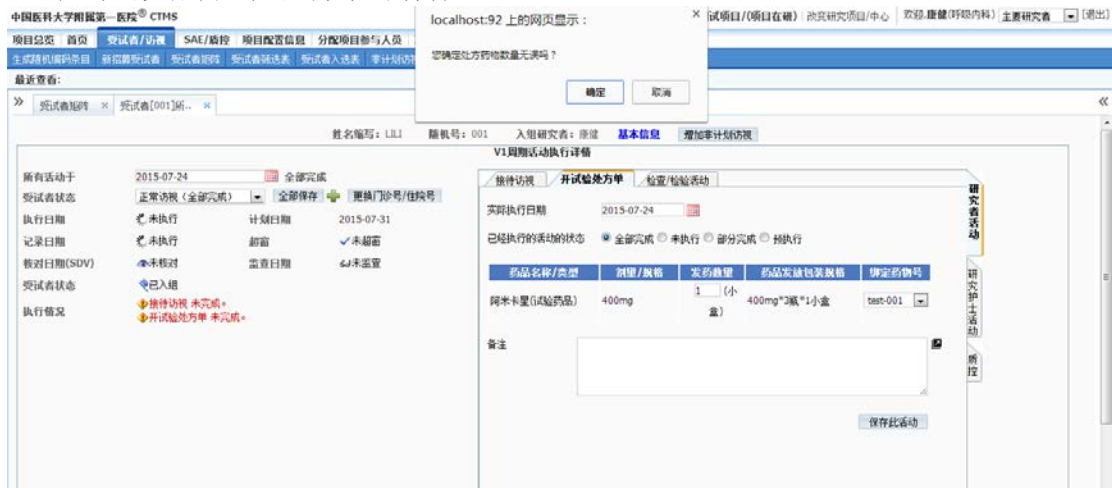 中国医科大学附属第一医院® CTMS
localhost:92 上的网页显示： ×
试项目/(项目在研) 改变研究项目/中心 欢迎,康健(呼吸内科) 主要研究者 [退出]
项目总览 首页 受试者/访视 SAE/质控 项目配置信息 分配项目参与人员
生成随机编码条目 新招募受试者 受试者矩阵 受试者筛选表 受试者入选表 非计划访视
您确定处方药物数量无误吗？
确定 取消
最近查看：
» 受试者矩阵 × 受试者[001]所.. × «
姓名缩写：LILI 随机号：001 入组研究者：康健 基本信息 增加非计划访视
V1周期活动执行详情
所有活动于 2015-07-24 全部完成
受试者状态 正常访视（全部完成） 全部保存 更换门诊号/住院号
执行日期 未执行 计划日期 2015-07-31
记录日期 未执行 超窗 未超窗
核对日期(SDV) 未核对 监查日期 未监查
受试者状态 已入组
执行情况 接待访视 未完成。
开试验处方单 未完成。
接待访视 开试验处方单 检查/检验活动
实际执行日期 2015-07-24
已经执行的活动的状态 全部完成 未执行 部分完成 预执行
药品名称/类型 剂量/规格 发药数量 药品发放包装规格 绑定药物号
阿米卡星(试验药品) 400mg 1 (小盒) 400mg*3瓶*1小盒 test-001
备注
保存此活动
研究者活动
研究护士活动
质控